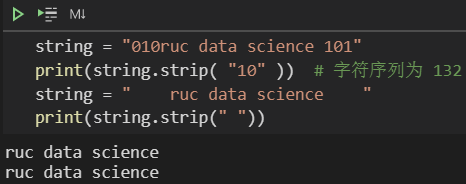 M↓
string = "010ruc data science 101"
print(string.strip( "10" ))  # 字符序列为 132
string = "    ruc data science    "
print(string.strip(" "))
ruc data science
ruc data science